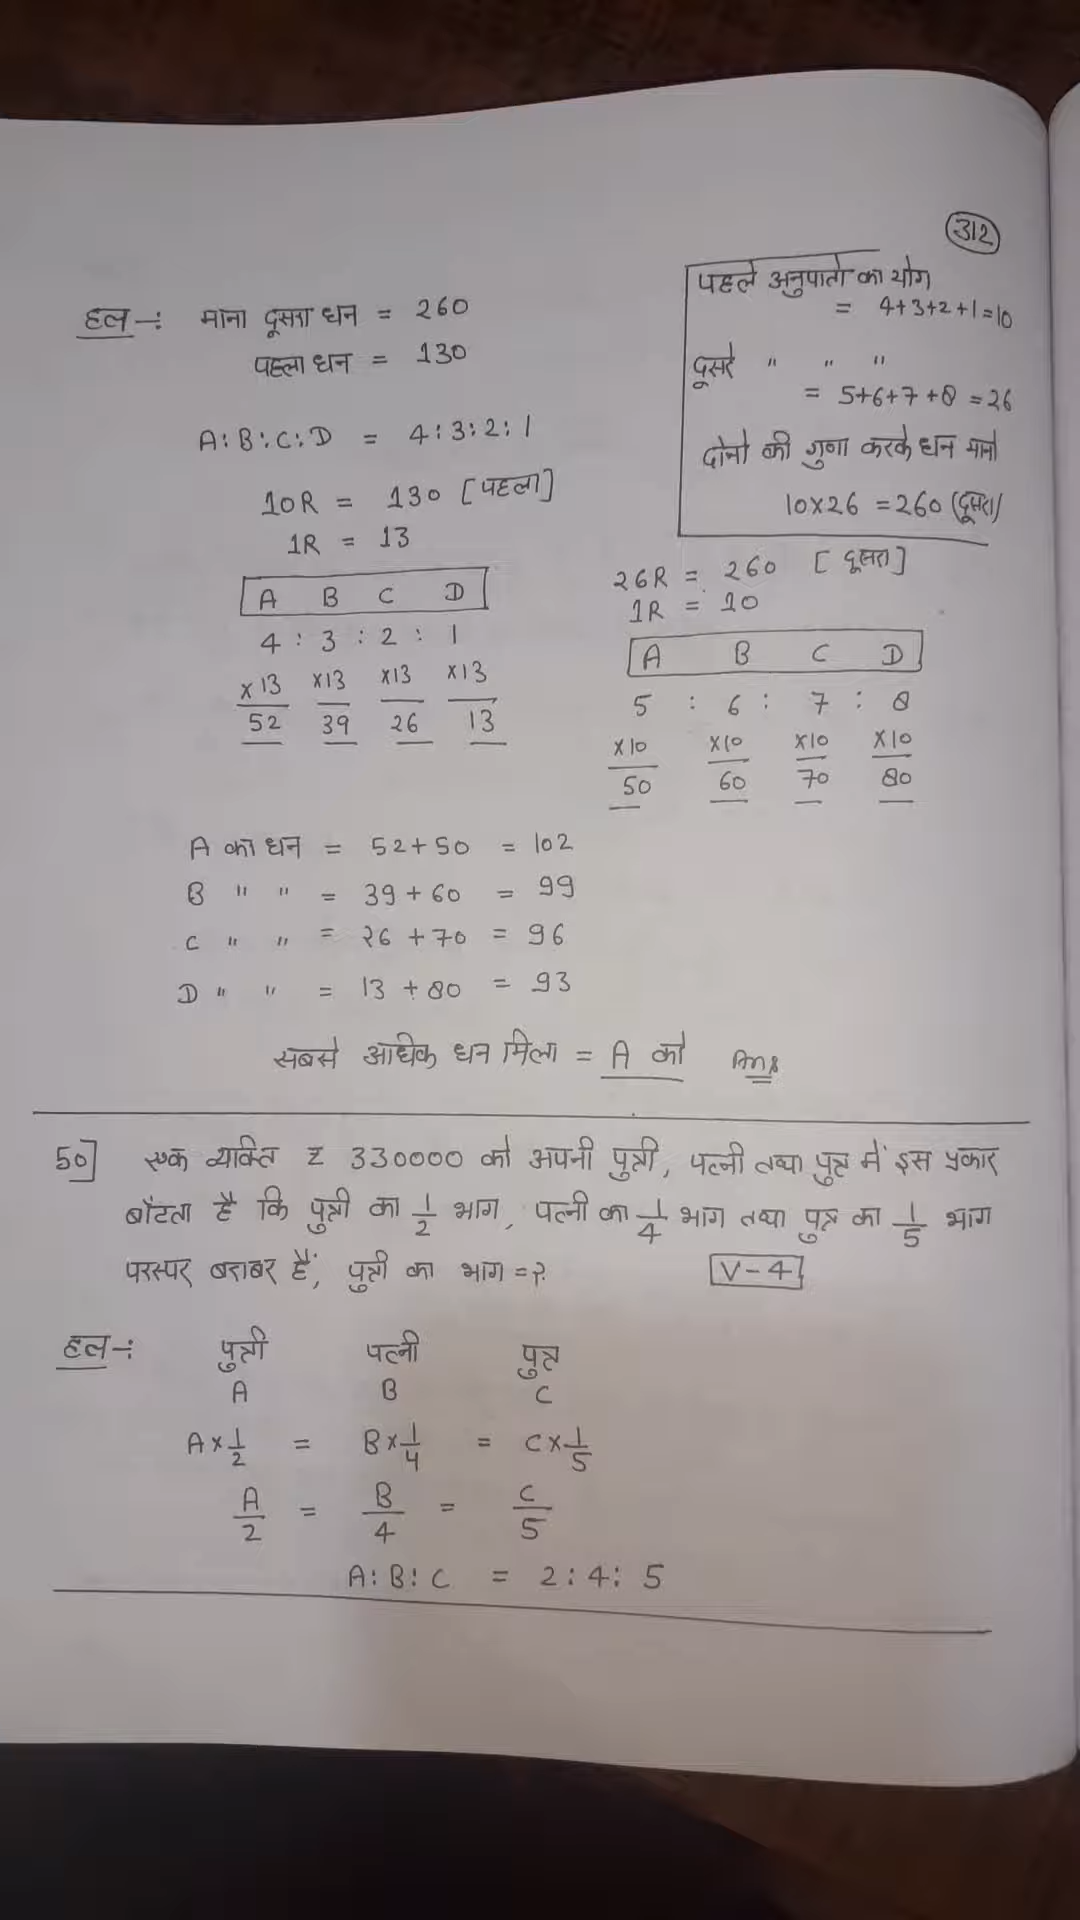 312
हल -: माना दूसरा धन = 260
पहला धन = 130
A:B:C:D = 4:3:2:1
10R = 130 [पहला]
1R = 13
A B C D
4 : 3 : 2 : 1
×13 ×13 ×13 ×13
52 39 26 13
पहले अनुपातो का योग
= 4+3+2+1=10
दूसरे " " "
= 5+6+7+8 =26
दोनो की गुणा करके धन मानो
10×26 =260 (दूसरा)
26R = 260 [दूसरा]
1R = 10
A B C D
5 : 6 : 7 : 8
×10 ×10 ×10 ×10
50 60 70 80
A का धन = 52+50 = 102
B " " = 39+60 = 99
C " " = 26+70 = 96
D " " = 13+80 = 93
सबसे अधिक धन मिला = A को Ans
50] एक व्यक्ति ₹ 330000 को अपनी पुत्री, पत्नी तथा पुत्र में इस प्रकार
बाँटता है कि पुत्री का 1/2 भाग, पत्नी का 1/4 भाग तथा पुत्र का 1/5 भाग
परस्पर बराबर हैं, पुत्री का भाग =? V-4
हल -: पुत्री पत्नी पुत्र
A B C
A×1/2 = B×1/4 = C×1/5
A/2 = B/4 = C/5
A:B:C = 2:4:5